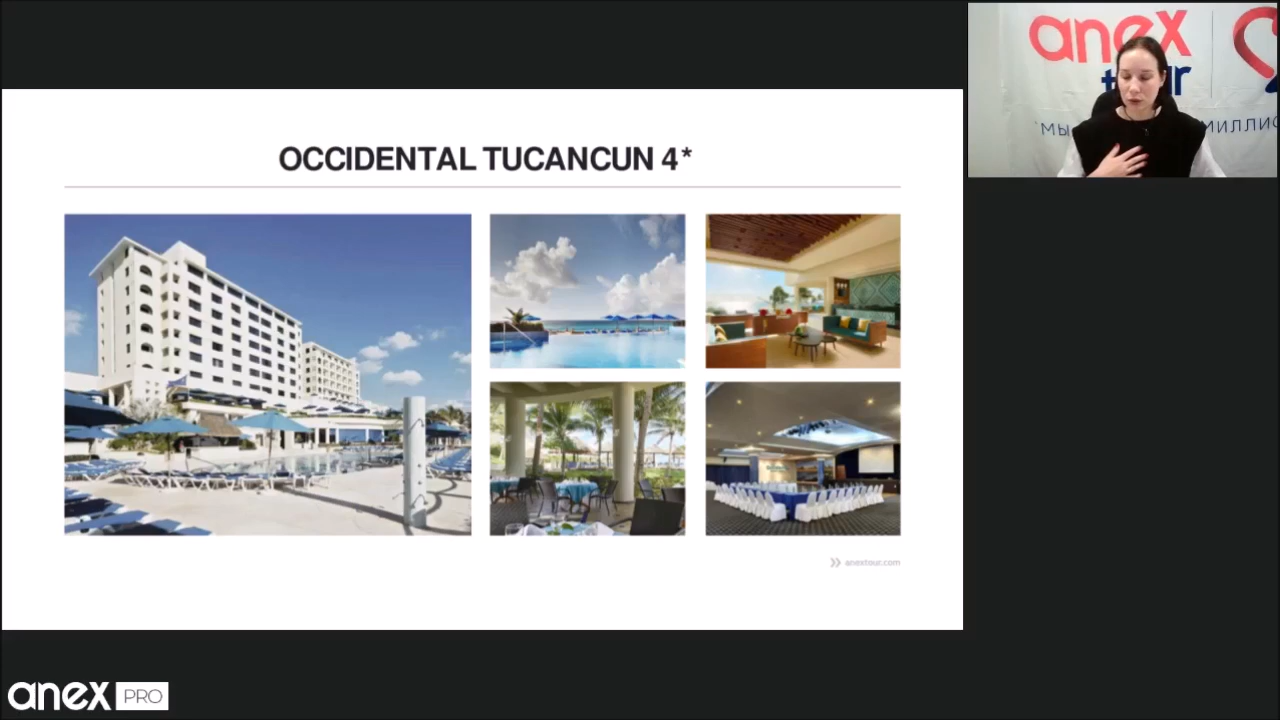 OCCIDENTAL TUCANCUN 4*
anextour.com
anex PRO
anex
МЫ